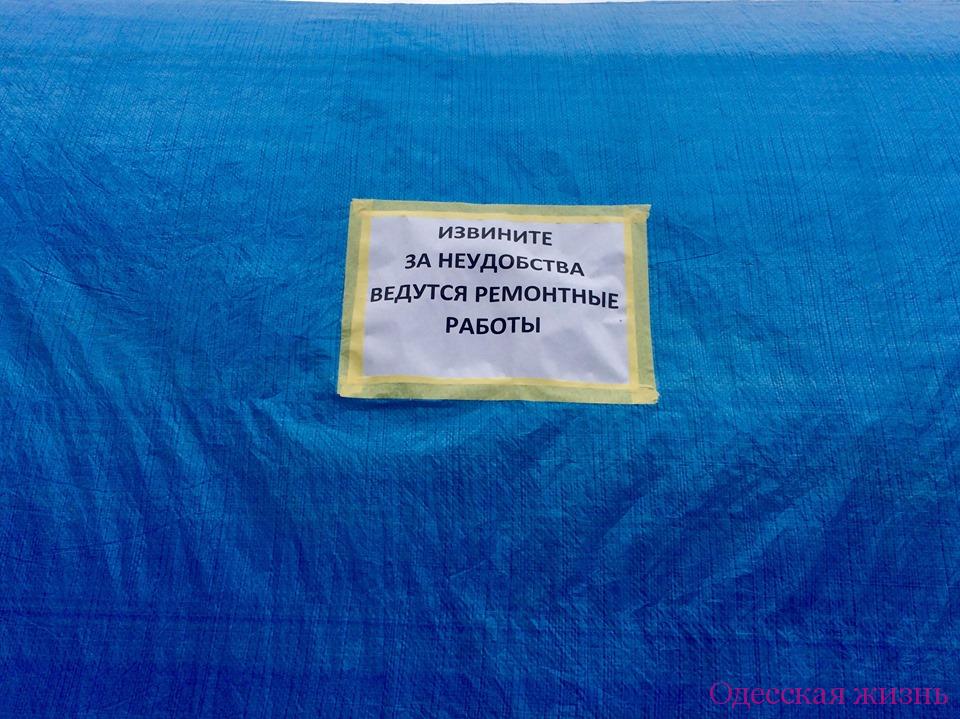 ИЗВИНИТЕ
ЗА НЕУДОБСТВА
ВЕДУТСЯ РЕМОНТНЫЕ
РАБОТЫ
Одесская жизнь